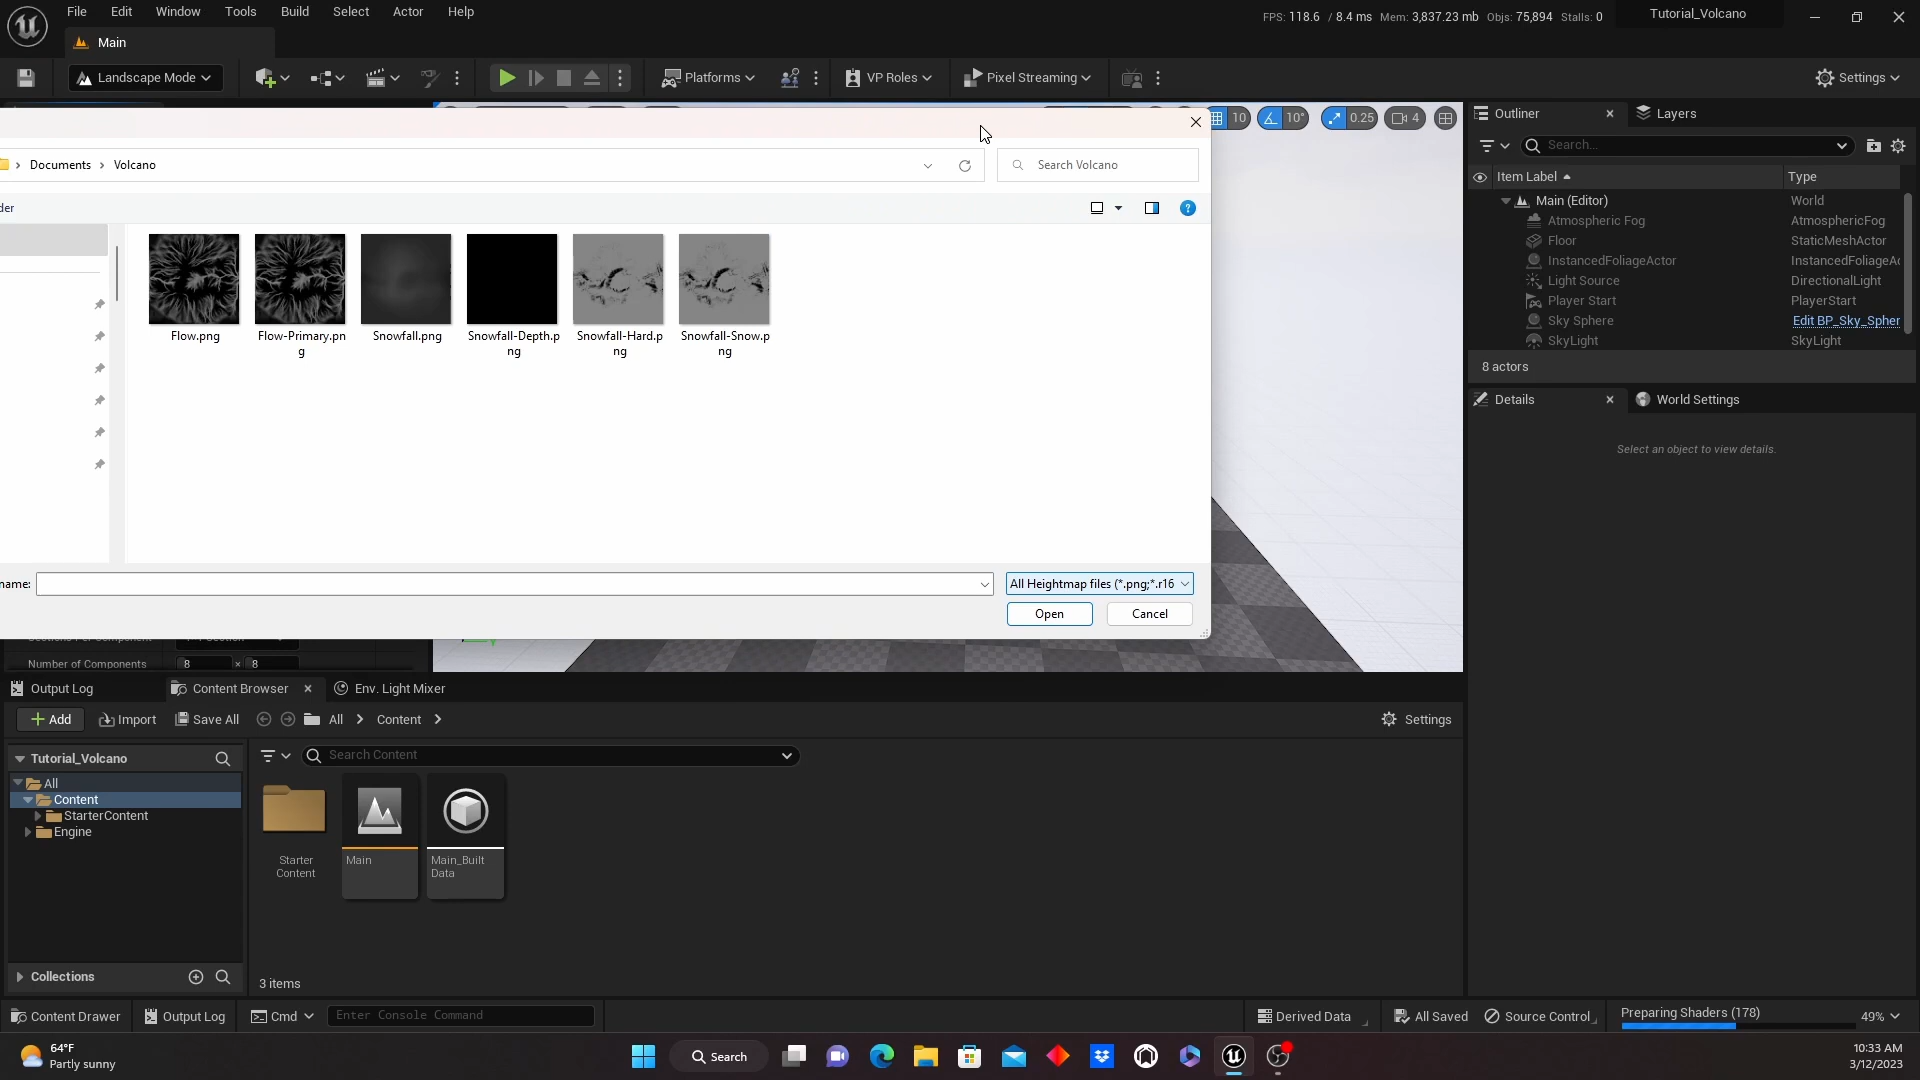 File Edit Window Tools Build Select Actor Help
FPS: 118.6 / 8.4 ms Mem: 3,837.23 mb Objs: 75,894 Stalls: 0
Tutorial_Volcano
Main
Landscape Mode
Platforms
VP Roles
Pixel Streaming
Settings
10
10°
0.25
4
Documents > Volcano
Search Volcano
der
Flow.png
Flow-Primary.pn
g
Snowfall.png
Snowfall-Depth.p
ng
Snowfall-Hard.p
ng
Snowfall-Snow.p
ng
name:
All Heightmap files (*.png;*.r16
Open
Cancel
Number of Components 8 × 8
Outliner
Layers
Search...
Item Label Type
Main (Editor) World
Atmospheric Fog AtmosphericFog
Floor StaticMeshActor
InstancedFoliageActor InstancedFoliageAc
Light Source DirectionalLight
Player Start PlayerStart
Sky Sphere Edit BP_Sky_Spher
SkyLight SkyLight
8 actors
Details
World Settings
Select an object to view details.
Output Log
Content Browser
Env. Light Mixer
Add
Import
Save All
All > Content >
Settings
Tutorial_Volcano
Search Content
All
Content
StarterContent
Engine
Starter
Content
Main
Main_Built
Data
Collections
3 items
Content Drawer
Output Log
Cmd
Enter Console Command
Derived Data
All Saved
Source Control
Preparing Shaders (178)
49%
64°F
Partly sunny
Search
10:33 AM
3/12/2023